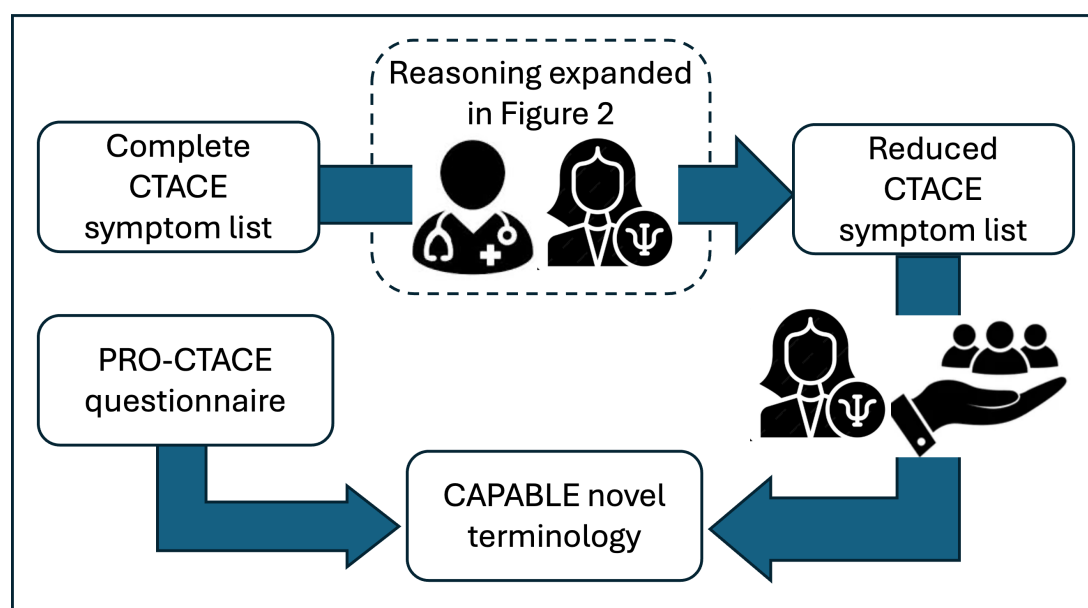 Reasoning expanded
in Figure 2
Complete
CTACE
symptom list
Reduced
CTACE
symptom list
Ψ
PRO-CTACE
questionnaire
Ψ
CAPABLE novel
terminology